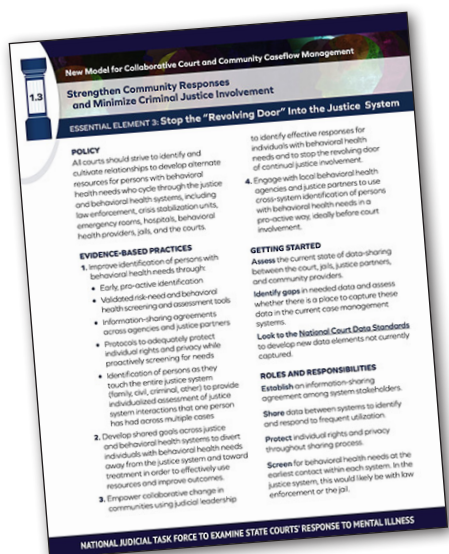 New Model for Collaborative Court and Community Caseflow Management
1.3
Strengthen Community Responses
and Minimize Criminal Justice Involvement
ESSENTIAL ELEMENT 3: Stop the “Revolving Door” Into the Justice System
POLICY
All courts should strive to identify and
cultivate relationships to develop alternate
resources for persons with behavioral
health needs who cycle through the justice
and behavioral health systems, including
law enforcement, crisis stabilization units,
emergency rooms, hospitals, behavioral
health providers, jails, and the courts.
EVIDENCE-BASED PRACTICES
1. Improve identification of persons with
behavioral health needs through:
• Early, pro-active identification
• Validated risk-need and behavioral
health screening and assessment tools
• Information-sharing agreements
across agencies and justice partners
• Protocols to adequately protect
individual rights and privacy while
proactively screening for needs
• Identification of persons as they
touch the entire justice system
(family, civil, criminal, other) to provide
individualized assessment of justice
system interactions that one person
has had across multiple cases
2. Develop shared goals across justice
and behavioral health systems to divert
individuals with behavioral health needs
away from the justice system and toward
treatment in order to effectively use
resources and improve outcomes.
3. Empower collaborative change in
communities using judicial leadership
to identify effective responses for
individuals with behavioral health
needs and to stop the revolving door
of continual justice involvement.
4. Engage with local behavioral health
agencies and justice partners to use
cross-system identification of persons
with behavioral health needs in a
pro-active way, ideally before court
involvement.
GETTING STARTED
Assess the current state of data-sharing
between the court, jails, justice partners,
and community providers.
Identify gaps in needed data and assess
whether there is a place to capture these
data in the current case management
systems.
Look to the National Court Data Standards
to develop new data elements not currently
captured.
ROLES AND RESPONSIBILITIES
Establish an information-sharing
agreement among system stakeholders.
Share data between systems to identify
and respond to frequent utilization.
Protect individual rights and privacy
throughout sharing process.
Screen for behavioral health needs at the
earliest contact within each system. In the
justice system, this would likely be with law
enforcement or the jail.
NATIONAL JUDICIAL TASK FORCE TO EXAMINE STATE COURTS’ RESPONSE TO MENTAL ILLNESS